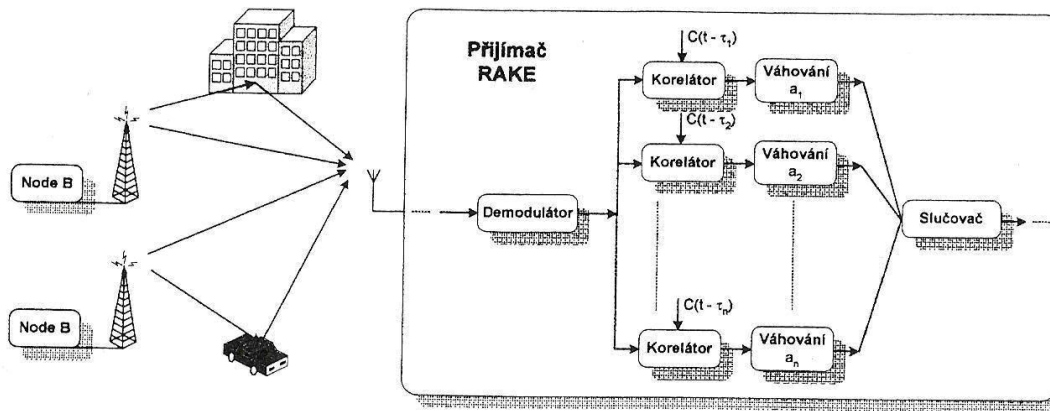 Přijímač
RAKE
Node B
Node B
Demodulátor
C(t - τ₁)
Korelátor
Váhování
a₁
C(t - τ₂)
Korelátor
Váhování
a₂
C(t - τₙ)
Korelátor
Váhování
aₙ
Slučovač